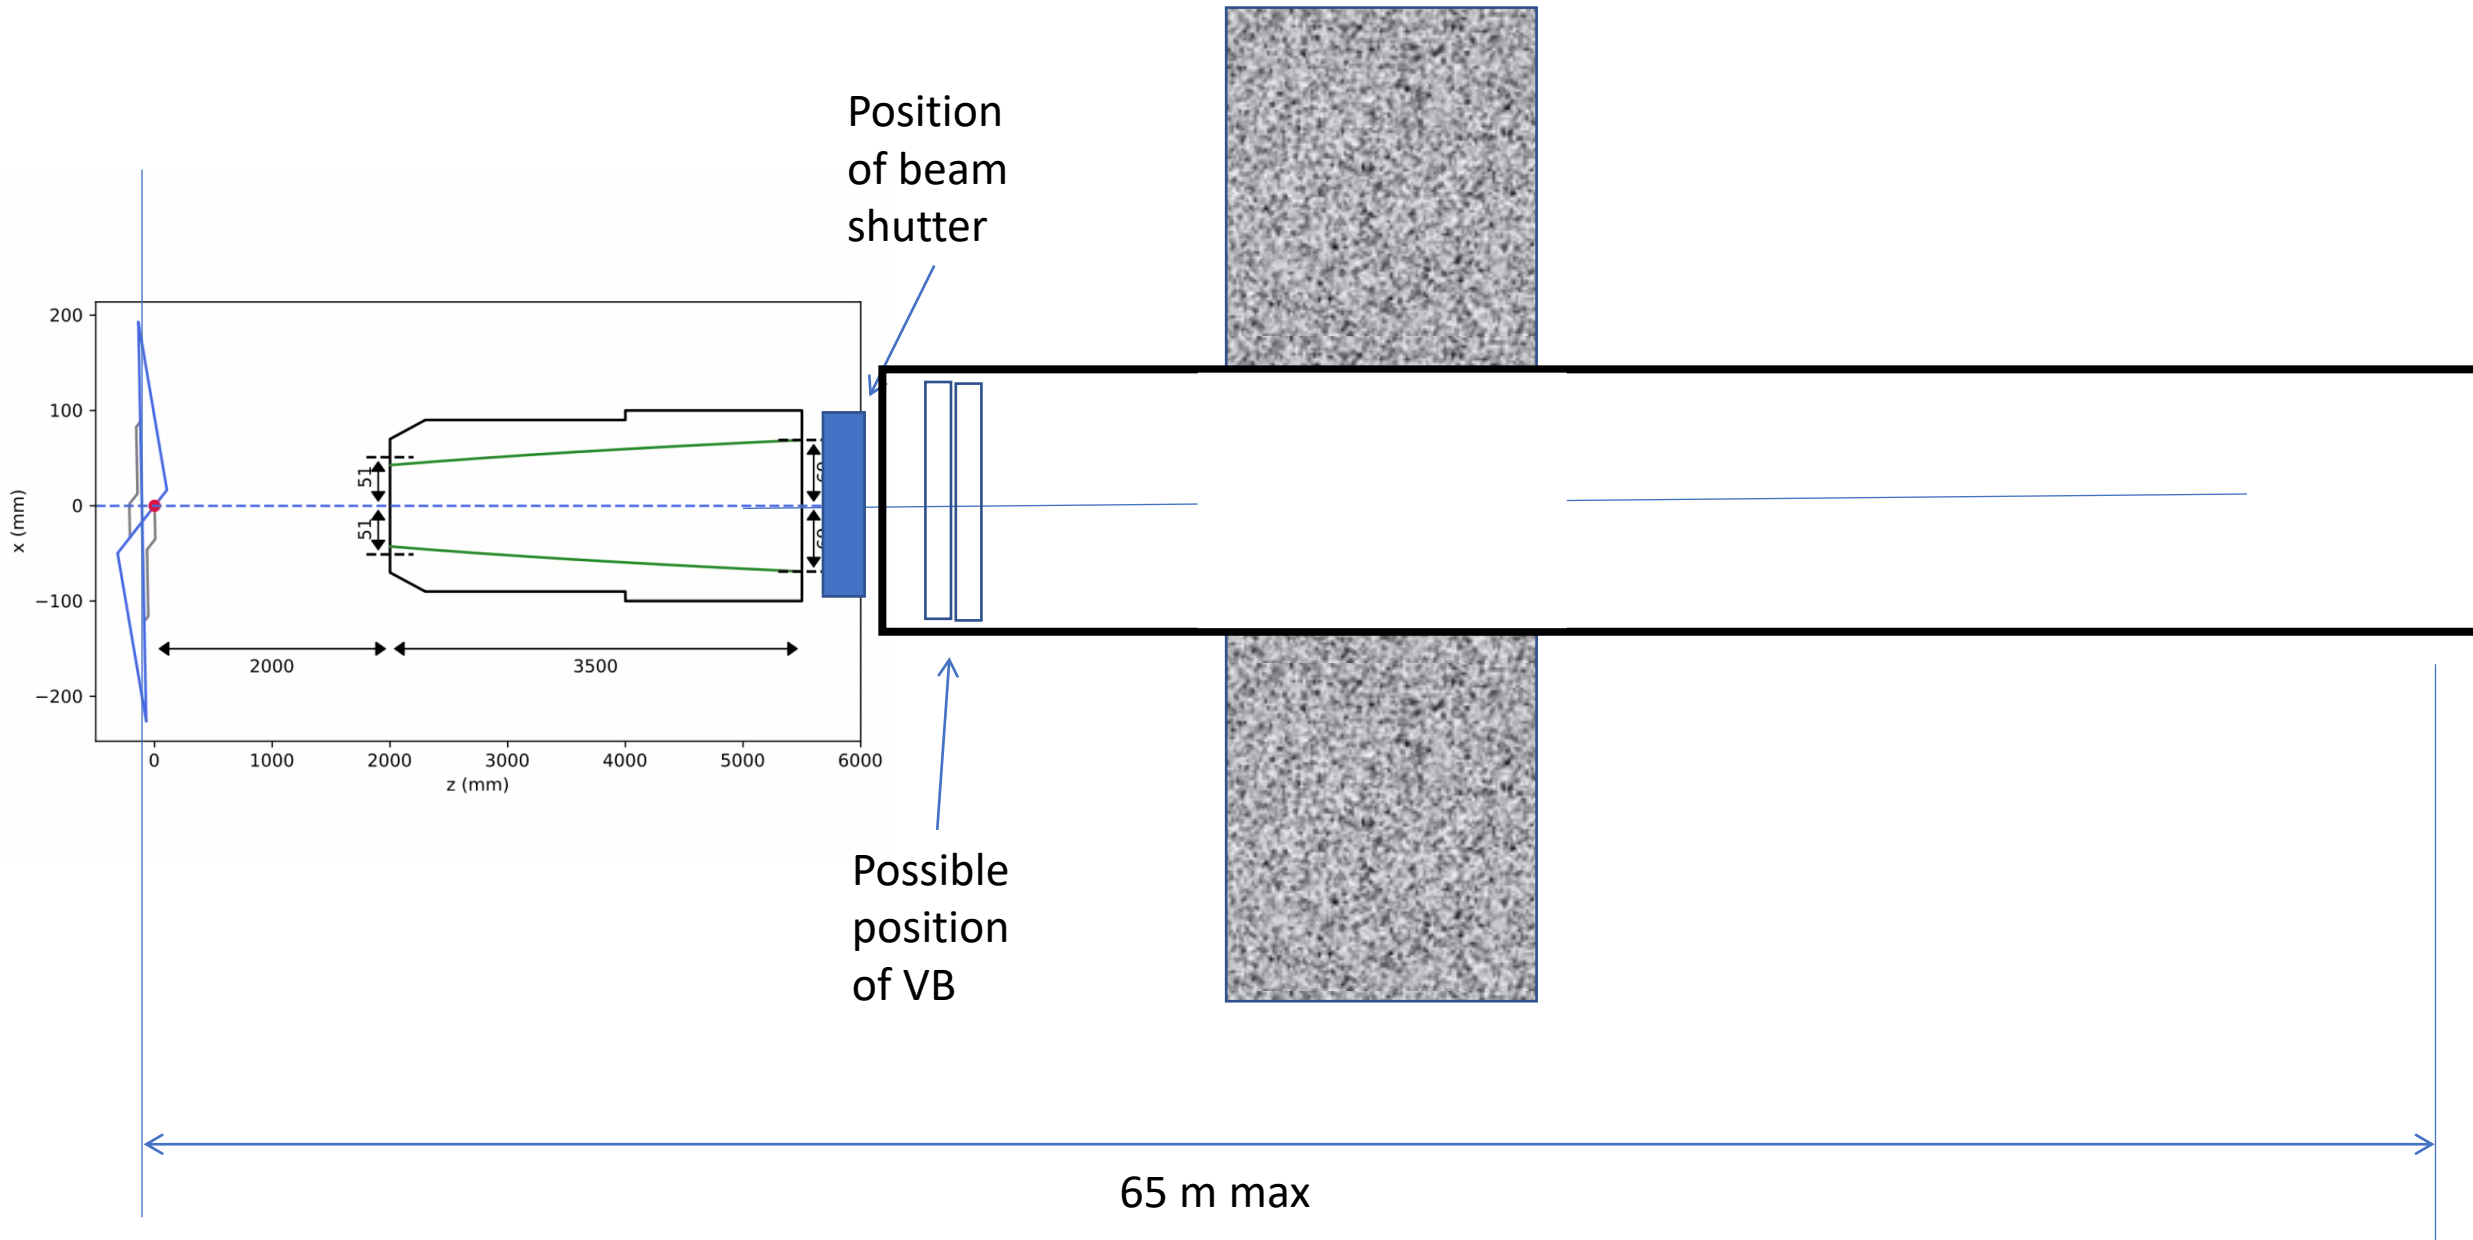 Position
of beam
shutter
200
100
0
−100
−200
x (mm)
51
51
2000
3500
0
1000
2000
3000
4000
5000
6000
z (mm)
Possible
position
of VB
65 m max